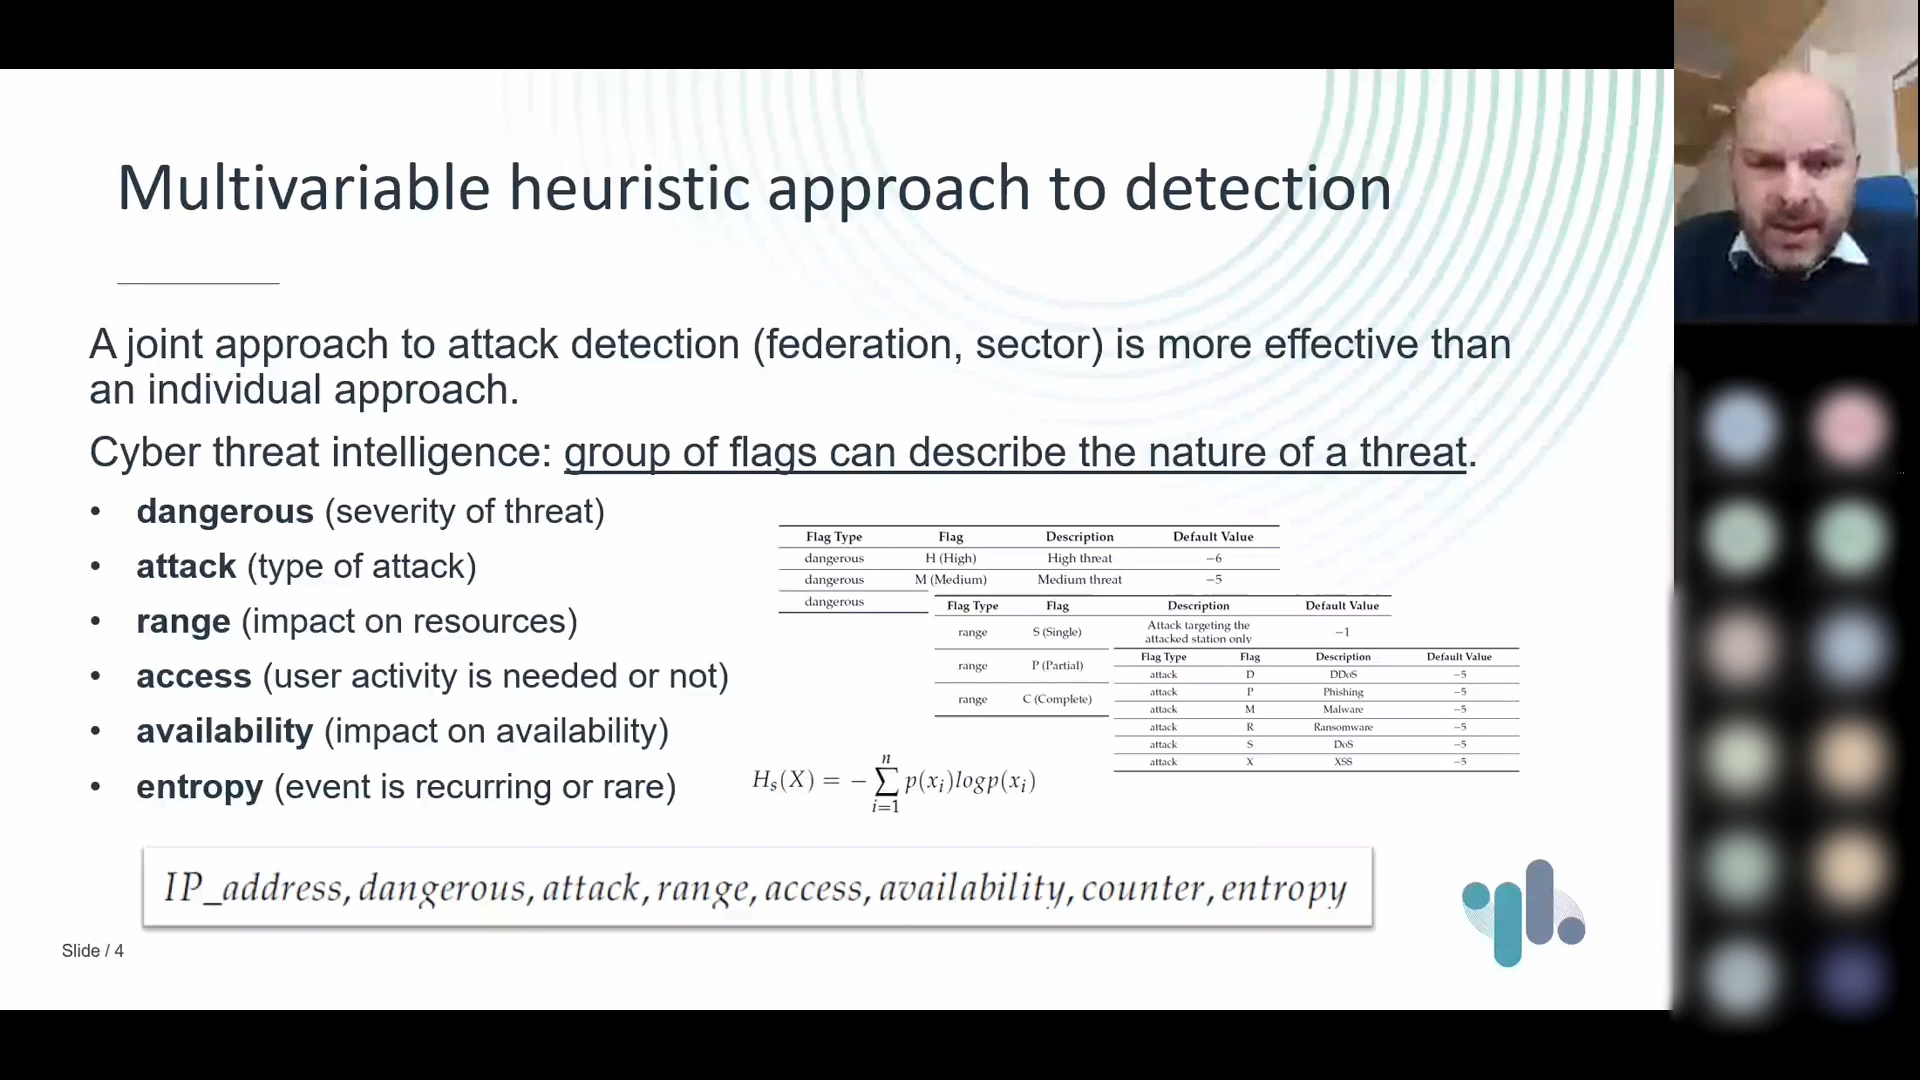 Multivariable heuristic approach to detection
A joint approach to attack detection (federation, sector) is more effective than
an individual approach.
Cyber threat intelligence: group of flags can describe the nature of a threat.
• dangerous (severity of threat)
• attack (type of attack)
• range (impact on resources)
• access (user activity is needed or not)
• availability (impact on availability)
• entropy (event is recurring or rare)
Flag Type Flag Description Default Value
dangerous H (High) High threat −6
dangerous M (Medium) Medium threat −5
dangerous
Flag Type Flag Description Default Value
range S (Single) Attack targeting the attacked station only −1
range P (Partial)
range C (Complete)
Flag Type Flag Description Default Value
attack D DDoS −5
attack P Phishing −5
attack M Malware −5
attack R Ransomware −5
attack S DoS −5
attack X XSS −5
H_s(X) = − ∑_{i=1}^{n} p(x_i)logp(x_i)
IP_address, dangerous, attack, range, access, availability, counter, entropy
Slide / 4